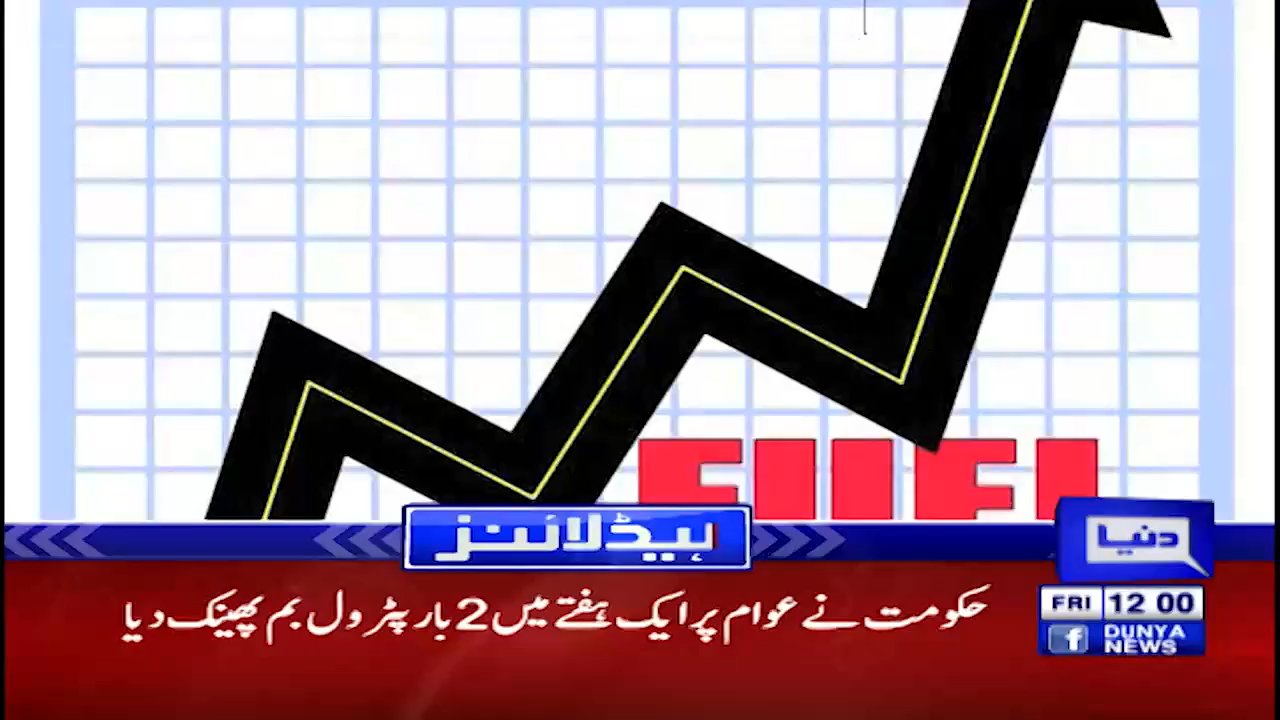 FUEL
ہیڈلائنز
دنیا
حکومت نے عوام پر ایک ہفتے میں 2 بار پٹرول بم پھینک دیا
FRI 12 00
f DUNYA
NEWS